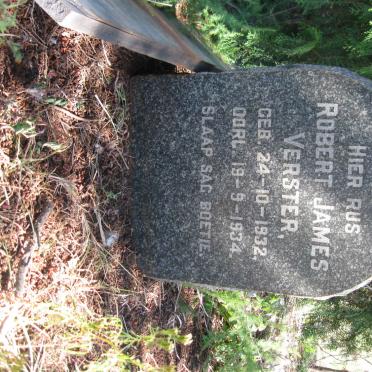 HIER RUS
ROBERT JAMES
VERSTER,
GEB. 24-10-1932
OORL. 19-9-1934
SLAAP SAG BOETIE.